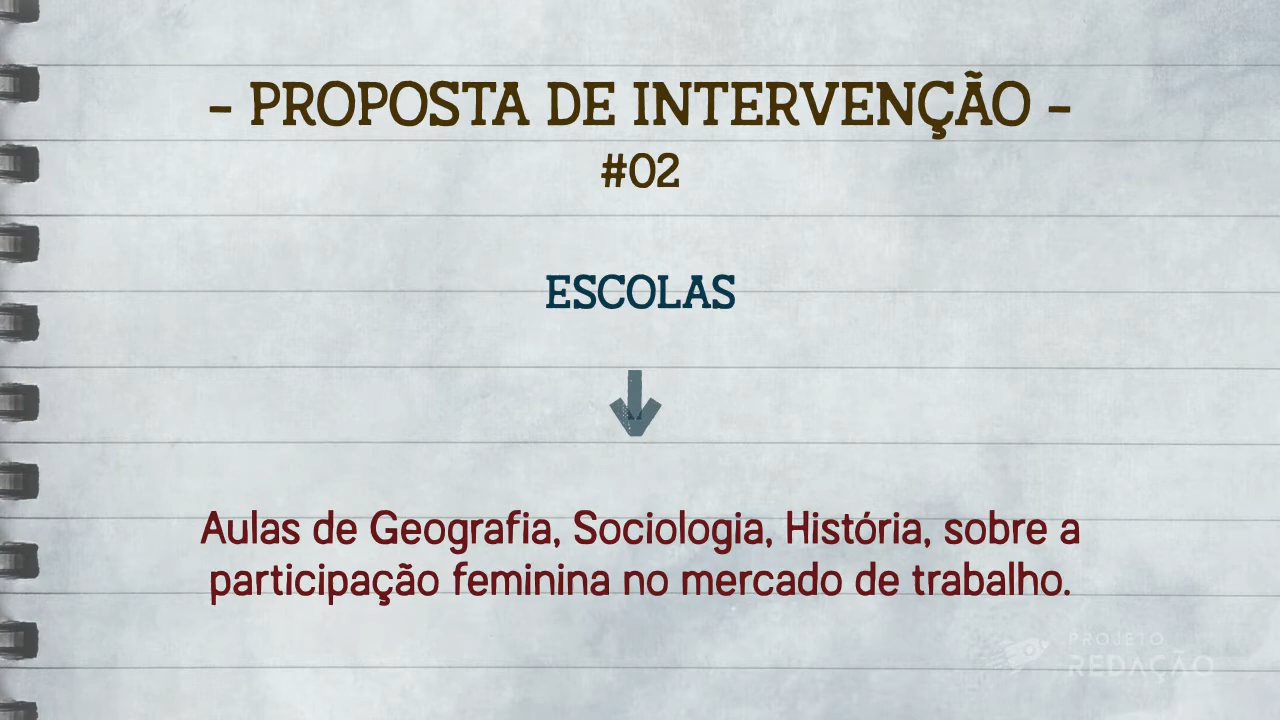 - PROPOSTA DE INTERVENÇÃO -
#02
ESCOLAS
Aulas de Geografia, Sociologia, História, sobre a
participação feminina no mercado de trabalho.
PROJETO
REDAÇÃO